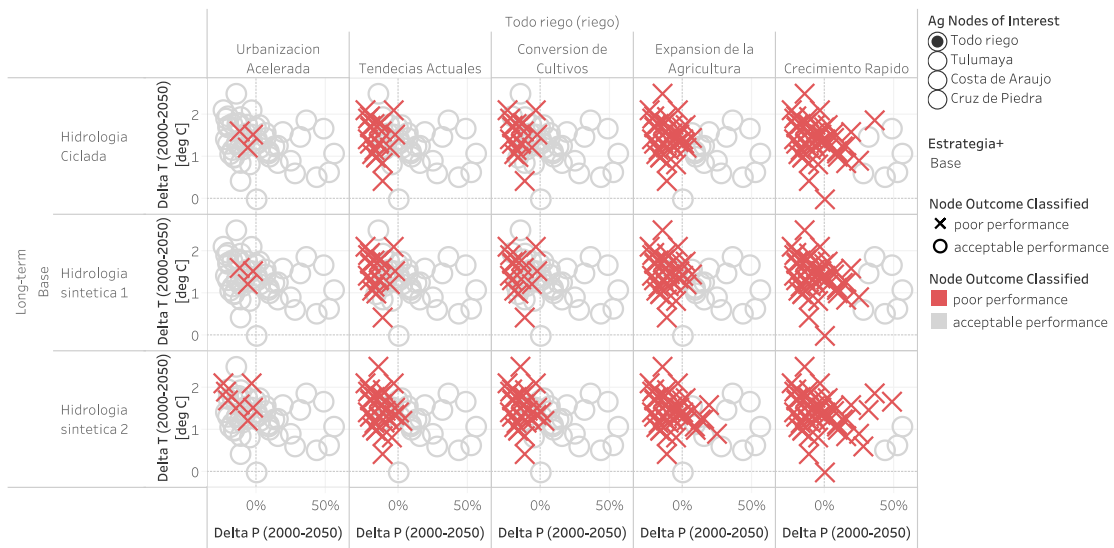 Todo riego (riego)
Urbanizacion
Acelerada
Tendecias Actuales
Conversion de
Cultivos
Expansion de la
Agricultura
Crecimiento Rapido
Long-term
Base
Hidrologia
Ciclada
Delta T (2000-2050)
[deg C]
2
1
0
Hidrologia
sintetica 1
Delta T (2000-2050)
[deg C]
2
1
0
Hidrologia
sintetica 2
Delta T (2000-2050)
[deg C]
2
1
0
0% 50% 0% 50% 0% 50% 0% 50% 0% 50%
Delta P (2000-2050) Delta P (2000-2050) Delta P (2000-2050) Delta P (2000-2050) Delta P (2000-2050)
Ag Nodes of Interest
Todo riego
Tulumaya
Costa de Araujo
Cruz de Piedra
Estrategia+
Base
Node Outcome Classified
poor performance
acceptable performance
Node Outcome Classified
poor performance
acceptable performance